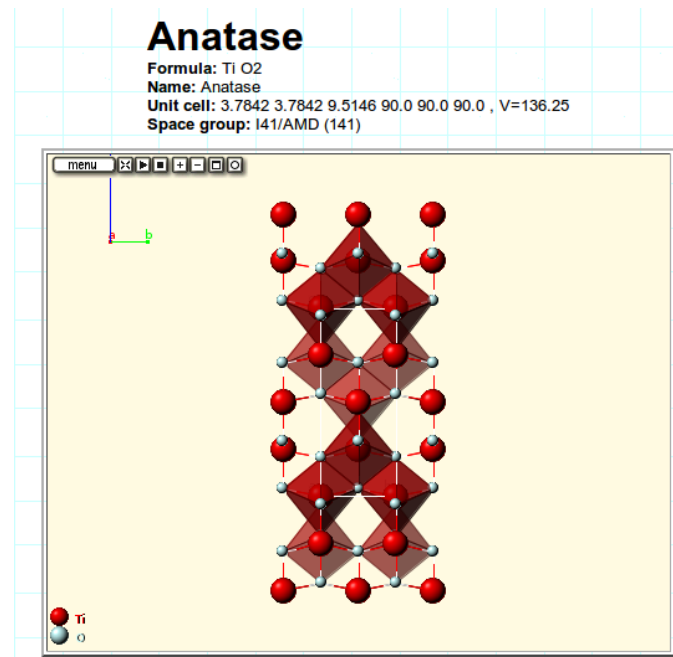 Anatase
Formula: Ti O2
Name: Anatase
Unit cell: 3.7842 3.7842 9.5146 90.0 90.0 90.0 , V=136.25
Space group: I41/AMD (141)
menu
a b
Ti
O